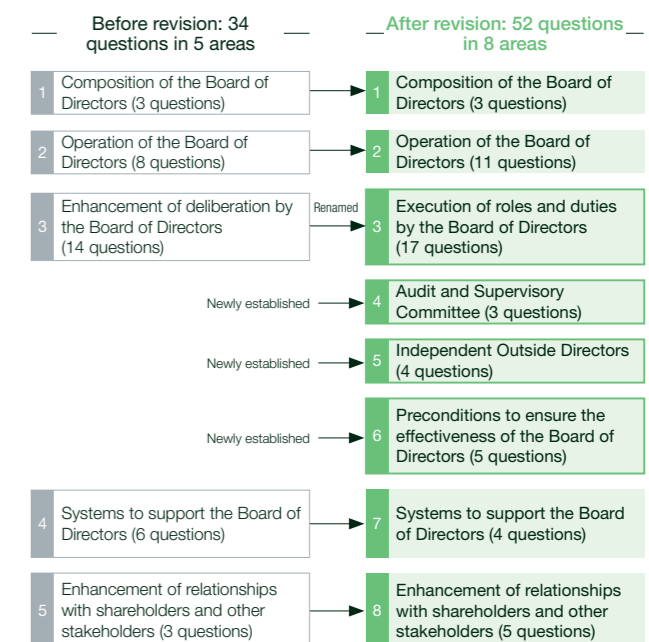 Before revision: 34
questions in 5 areas
After revision: 52 questions
in 8 areas
1
Composition of the Board of
Directors (3 questions)
1
Composition of the Board of
Directors (3 questions)
2
Operation of the Board of
Directors (8 questions)
2
Operation of the Board of
Directors (11 questions)
3
Enhancement of deliberation by
the Board of Directors
(14 questions)
Renamed
3
Execution of roles and duties
by the Board of Directors
(17 questions)
Newly established
4
Audit and Supervisory
Committee (3 questions)
Newly established
5
Independent Outside Directors
(4 questions)
Newly established
6
Preconditions to ensure the
effectiveness of the Board of
Directors (5 questions)
4
Systems to support the Board of
Directors (6 questions)
7
Systems to support the Board
of Directors (4 questions)
5
Enhancement of relationships
with shareholders and other
stakeholders (3 questions)
8
Enhancement of relationships
with shareholders and other
stakeholders (5 questions)